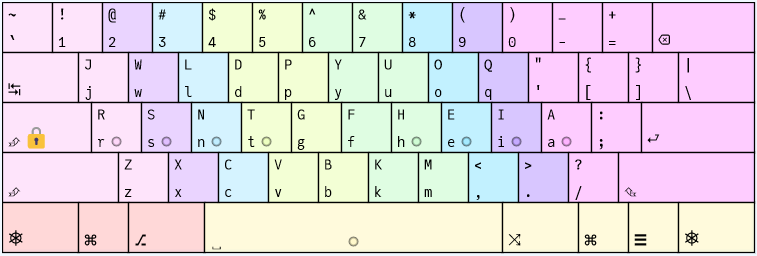 ~ ! @ # $ % ^ & * ( ) _ +
` 1 2 3 4 5 6 7 8 9 0 - = ⌫
J W L D P Y U O Q " { } |
↹ j w l d p y u o q ' [ ] \
R S N T G F H E I A :
r s n t g f h e i a ; ⏎
Z X C V B K M < > ?
z x c v b k m , . /
⌘ ⌥ ⌘ ☰